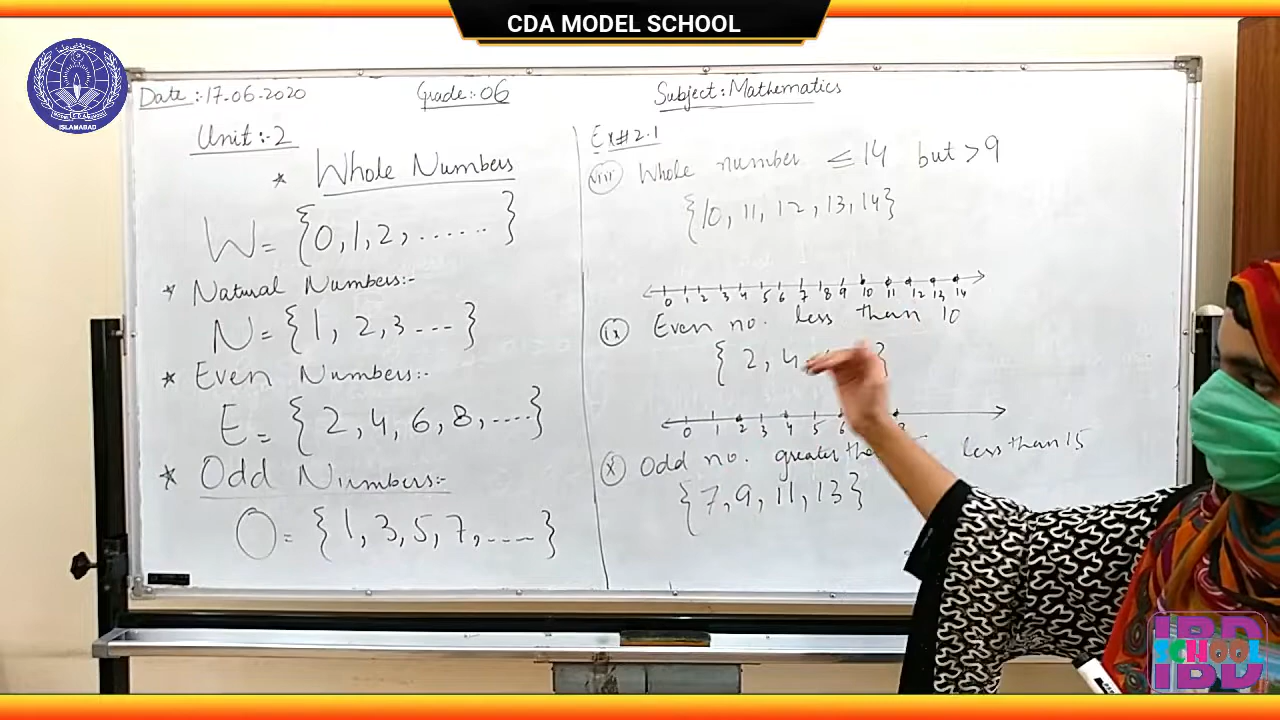 CDA MODEL SCHOOL
ISLAMABAD
Date :- 17-06-2020 Grade:- 06 Subject: Mathematics
Unit :- 2
* Whole Numbers
W = {0, 1, 2, ......}
* Natural Numbers:-
N = {1, 2, 3 ---}
* Even Numbers:-
E = {2, 4, 6, 8, ....}
* Odd Numbers:-
O = {1, 3, 5, 7, ....}
Ex# 2.1
viii Whole number ≤ 14 but > 9
{10, 11, 12, 13, 14}
0 1 2 3 4 5 6 7 8 9 10 11 12 13 14
ix Even no. less than 10
{2, 4 }
0 1 2 3 4 5 6
x Odd no. greater less than 15
{7, 9, 11, 13}
IBD
SCHOOL
IBD